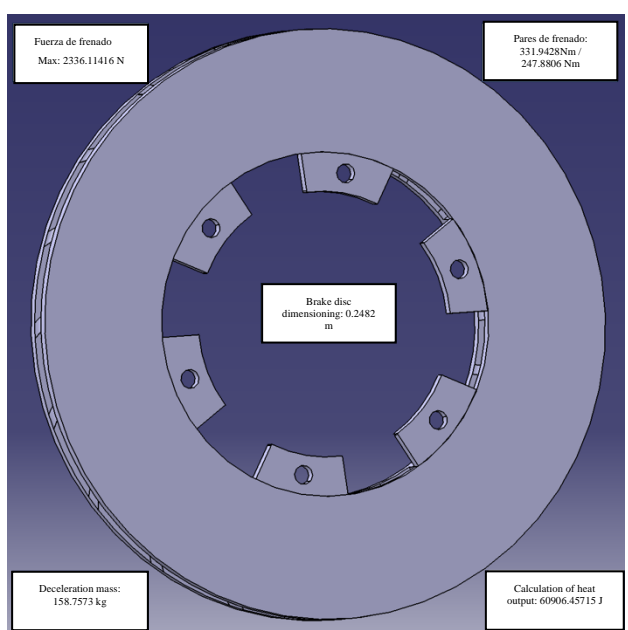 Fuerza de frenado
Max: 2336.11416 N
Pares de frenado:
331.9428Nm /
247.8806 Nm
Brake disc
dimensioning: 0.2482
m
Deceleration mass:
158.7573 kg
Calculation of heat
output: 60906.45715 J